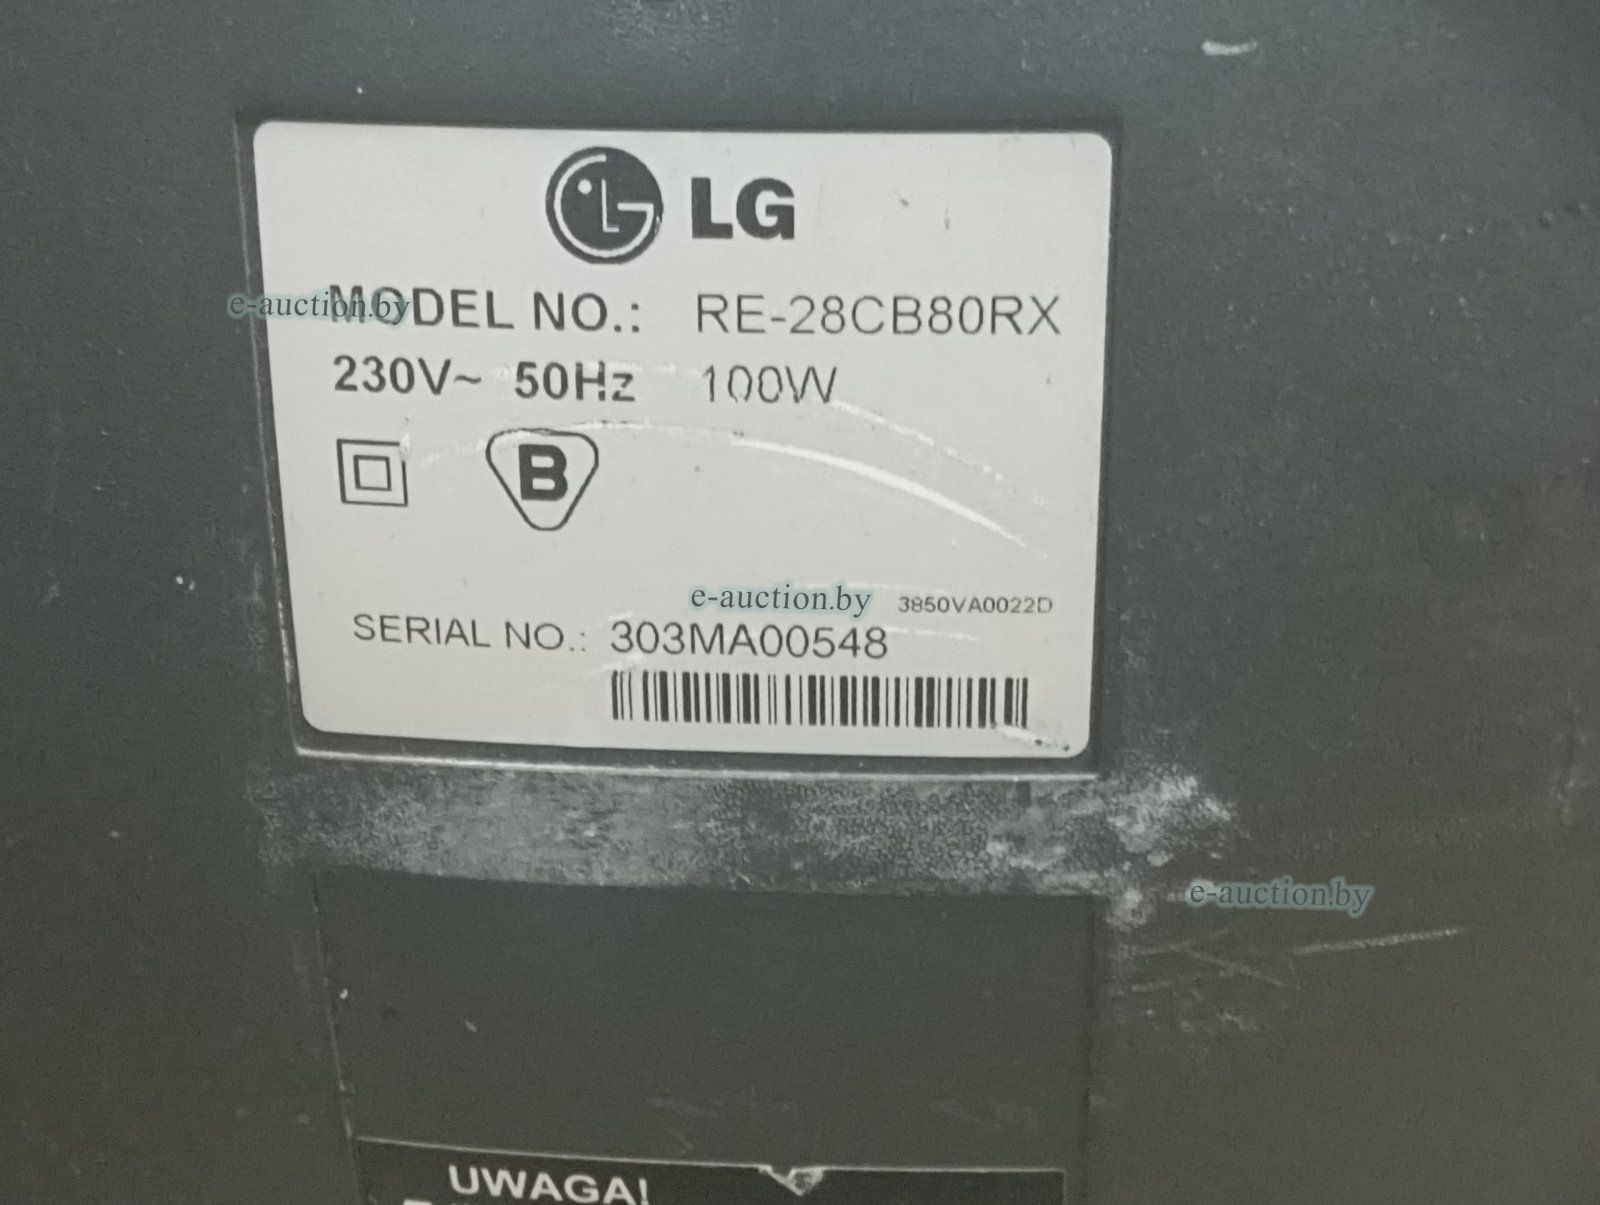 LG
MODEL NO.: RE-28CB80RX
230V~ 50Hz 100W
B
3850VA0022D
SERIAL NO.: 303MA00548
UWAGA!
e-auction.by
e-auction.by
e-auction.by